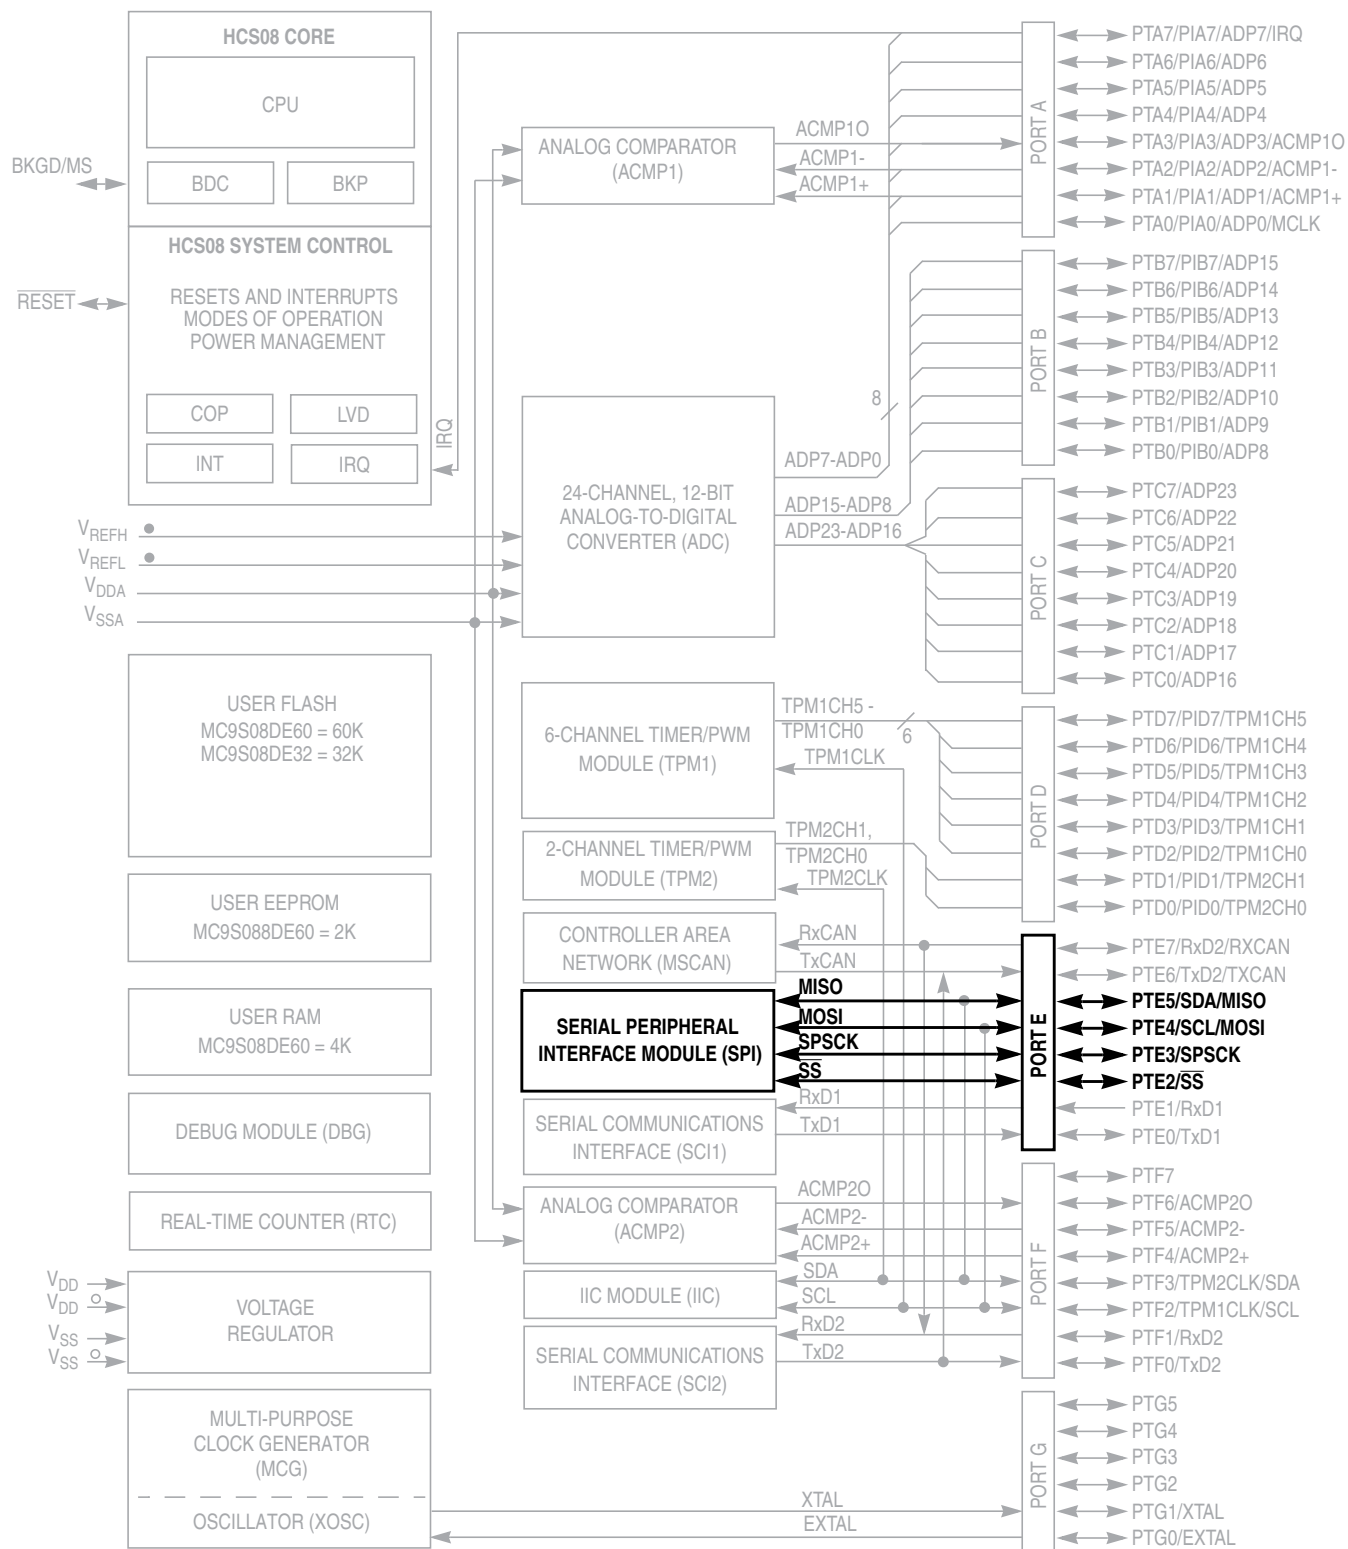 HCS08 CORE
CPU
BDC
BKP
BKGD/MS
HCS08 SYSTEM CONTROL
RESETS AND INTERRUPTS
MODES OF OPERATION
POWER MANAGEMENT
RESET
COP
LVD
INT
IRQ
IRQ
VREFH
VREFL
VDDA
VSSA
USER FLASH
MC9S08DE60 = 60K
MC9S08DE32 = 32K
USER EEPROM
MC9S088DE60 = 2K
USER RAM
MC9S08DE60 = 4K
DEBUG MODULE (DBG)
REAL-TIME COUNTER (RTC)
VDD
VDD
VSS
VSS
VOLTAGE
REGULATOR
MULTI-PURPOSE
CLOCK GENERATOR
(MCG)
OSCILLATOR (XOSC)
ANALOG COMPARATOR
(ACMP1)
ACMP1O
ACMP1-
ACMP1+
24-CHANNEL, 12-BIT
ANALOG-TO-DIGITAL
CONVERTER (ADC)
8
ADP7-ADP0
ADP15-ADP8
ADP23-ADP16
6-CHANNEL TIMER/PWM
MODULE (TPM1)
TPM1CH5 -
TPM1CH0
6
TPM1CLK
2-CHANNEL TIMER/PWM
MODULE (TPM2)
TPM2CH1,
TPM2CH0
TPM2CLK
CONTROLLER AREA
NETWORK (MSCAN)
RxCAN
TxCAN
SERIAL PERIPHERAL
INTERFACE MODULE (SPI)
MISO
MOSI
SPSCK
SS
SERIAL COMMUNICATIONS
INTERFACE (SCI1)
RxD1
TxD1
ANALOG COMPARATOR
(ACMP2)
ACMP2O
ACMP2-
ACMP2+
IIC MODULE (IIC)
SDA
SCL
SERIAL COMMUNICATIONS
INTERFACE (SCI2)
RxD2
TxD2
XTAL
EXTAL
PORT A
PTA7/PIA7/ADP7/IRQ
PTA6/PIA6/ADP6
PTA5/PIA5/ADP5
PTA4/PIA4/ADP4
PTA3/PIA3/ADP3/ACMP1O
PTA2/PIA2/ADP2/ACMP1-
PTA1/PIA1/ADP1/ACMP1+
PTA0/PIA0/ADP0/MCLK
PORT B
PTB7/PIB7/ADP15
PTB6/PIB6/ADP14
PTB5/PIB5/ADP13
PTB4/PIB4/ADP12
PTB3/PIB3/ADP11
PTB2/PIB2/ADP10
PTB1/PIB1/ADP9
PTB0/PIB0/ADP8
PORT C
PTC7/ADP23
PTC6/ADP22
PTC5/ADP21
PTC4/ADP20
PTC3/ADP19
PTC2/ADP18
PTC1/ADP17
PTC0/ADP16
PORT D
PTD7/PID7/TPM1CH5
PTD6/PID6/TPM1CH4
PTD5/PID5/TPM1CH3
PTD4/PID4/TPM1CH2
PTD3/PID3/TPM1CH1
PTD2/PID2/TPM1CH0
PTD1/PID1/TPM2CH1
PTD0/PID0/TPM2CH0
PORT E
PTE7/RxD2/RXCAN
PTE6/TxD2/TXCAN
PTE5/SDA/MISO
PTE4/SCL/MOSI
PTE3/SPSCK
PTE2/SS
PTE1/RxD1
PTE0/TxD1
PORT F
PTF7
PTF6/ACMP2O
PTF5/ACMP2-
PTF4/ACMP2+
PTF3/TPM2CLK/SDA
PTF2/TPM1CLK/SCL
PTF1/RxD2
PTF0/TxD2
PORT G
PTG5
PTG4
PTG3
PTG2
PTG1/XTAL
PTG0/EXTAL